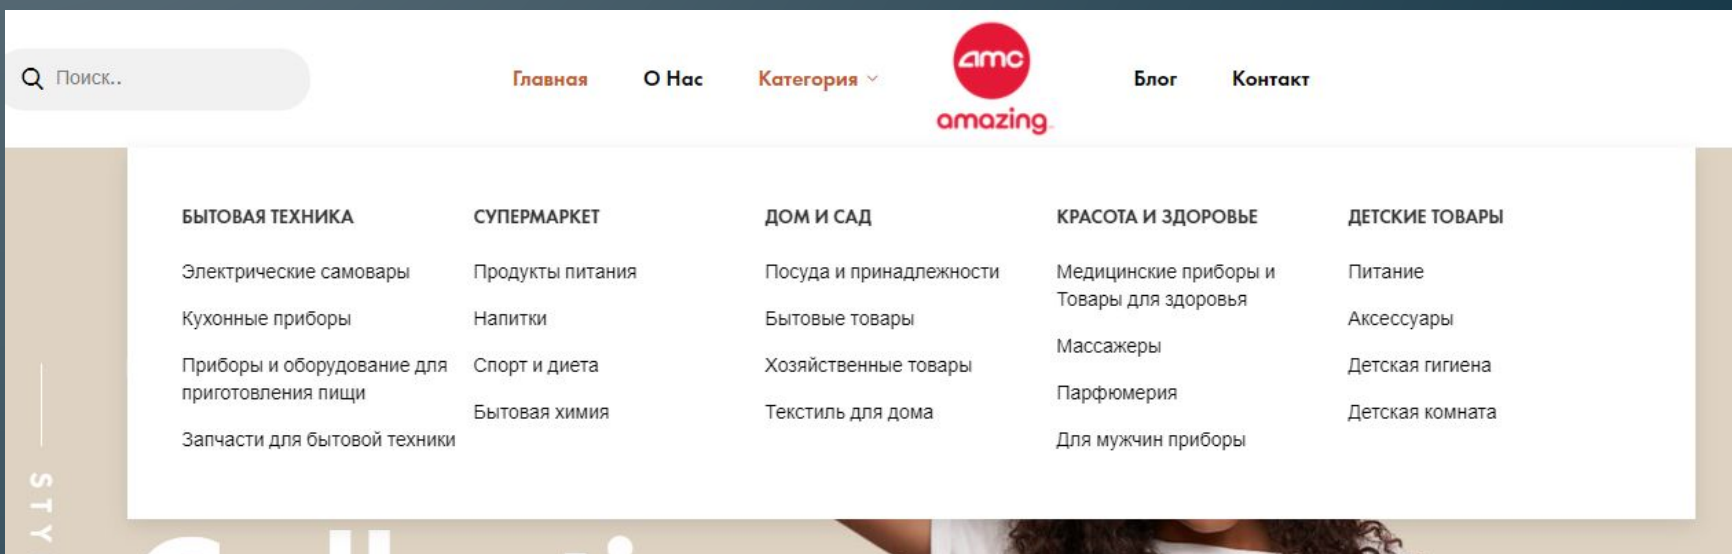 Поиск..
Главная
О Нас
Категория
amc
amazing
Блог
Контакт
БЫТОВАЯ ТЕХНИКА
Электрические самовары
Кухонные приборы
Приборы и оборудование для
приготовления пищи
Запчасти для бытовой техники
СУПЕРМАРКЕТ
Продукты питания
Напитки
Спорт и диета
Бытовая химия
ДОМ И САД
Посуда и принадлежности
Бытовые товары
Хозяйственные товары
Текстиль для дома
КРАСОТА И ЗДОРОВЬЕ
Медицинские приборы и
Товары для здоровья
Массажеры
Парфюмерия
Для мужчин приборы
ДЕТСКИЕ ТОВАРЫ
Питание
Аксессуары
Детская гигиена
Детская комната
STY